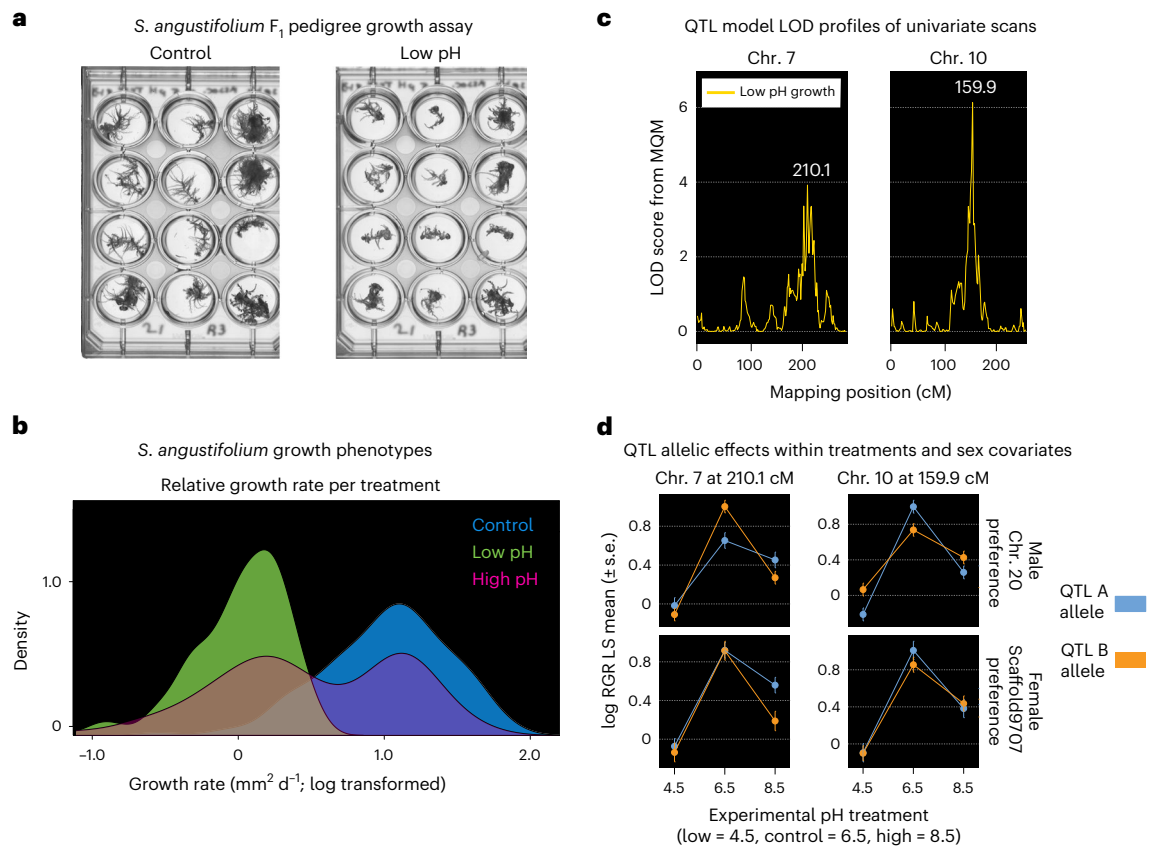 a
S. angustifolium F1 pedigree growth assay
Control
Low pH
21 R3
21 R3
b
S. angustifolium growth phenotypes
Relative growth rate per treatment
Control
Low pH
High pH
1.0
0
Density
–1.0 0 1.0 2.0
Growth rate (mm² d⁻¹; log transformed)
c
QTL model LOD profiles of univariate scans
Chr. 7
Chr. 10
Low pH growth
210.1
159.9
6
4
2
0
LOD score from MQM
0 100 200
0 100 200
Mapping position (cM)
d
QTL allelic effects within treatments and sex covariates
Chr. 7 at 210.1 cM
Chr. 10 at 159.9 cM
0.8
0.4
0
0.8
0.4
0
0.8
0.4
0
0.8
0.4
0
log RGR LS mean (± s.e.)
Male
Chr. 20
preference
Female
Scaffold9707
preference
QTL A
allele
QTL B
allele
4.5 6.5 8.5
4.5 6.5 8.5
Experimental pH treatment
(low = 4.5, control = 6.5, high = 8.5)